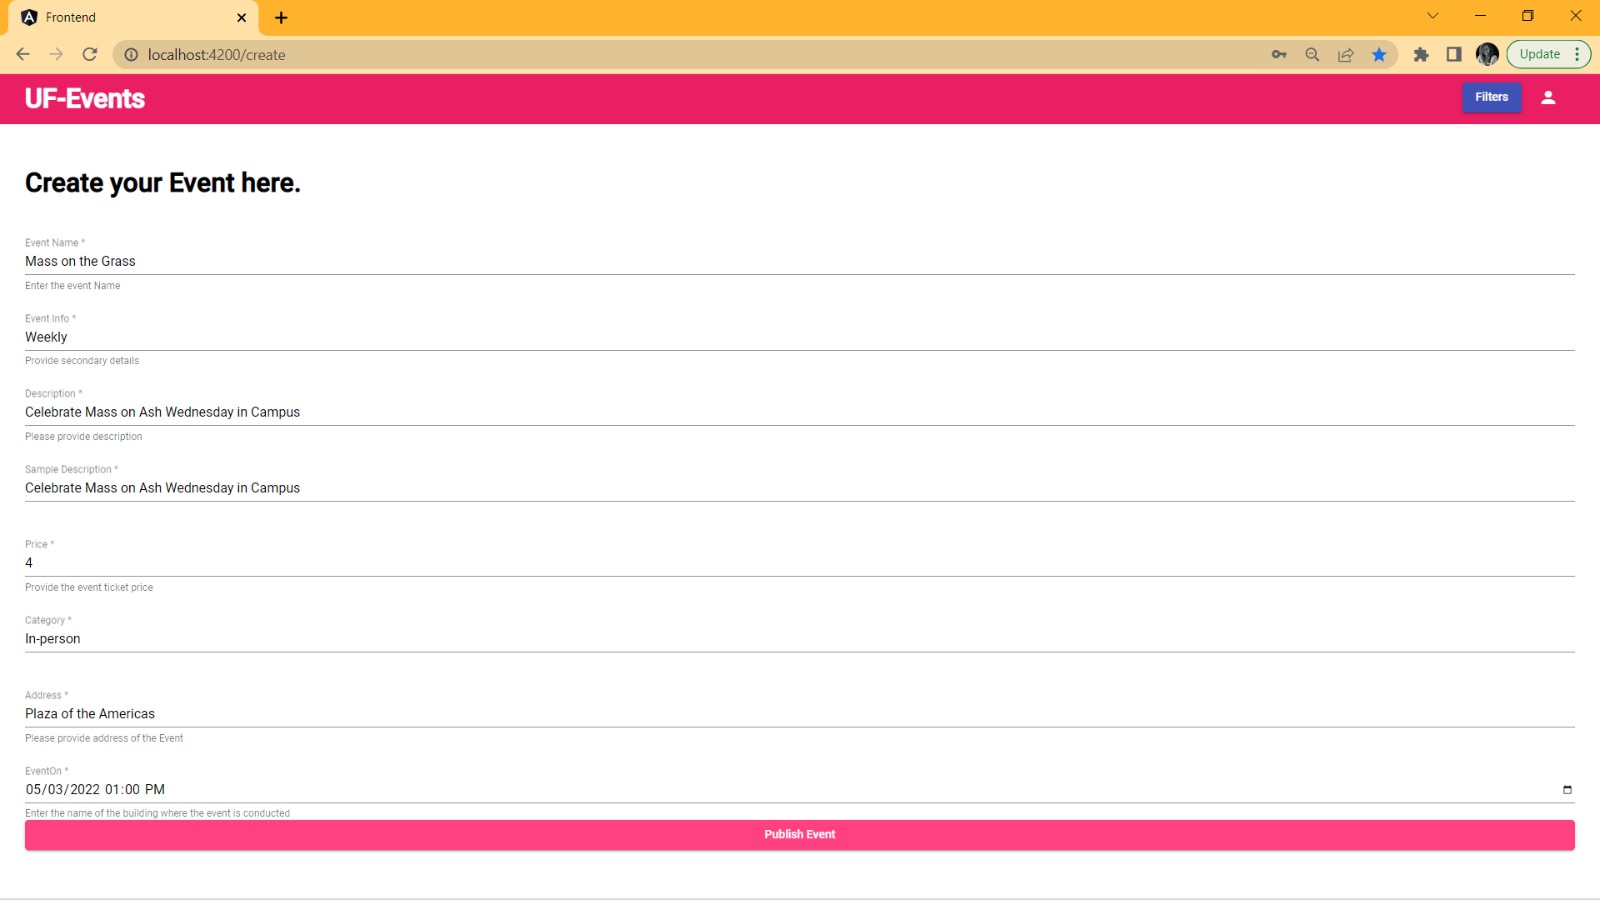 Frontend
localhost:4200/create
Update
UF-Events
Filters
Create your Event here.
Event Name *
Mass on the Grass
Enter the event Name
Event Info *
Weekly
Provide secondary details
Description *
Celebrate Mass on Ash Wednesday in Campus
Please provide description
Sample Description *
Celebrate Mass on Ash Wednesday in Campus
Price *
4
Provide the event ticket price
Category *
In-person
Address *
Plaza of the Americas
Please provide address of the Event
EventOn *
05/03/2022 01:00 PM
Enter the name of the building where the event is conducted
Publish Event